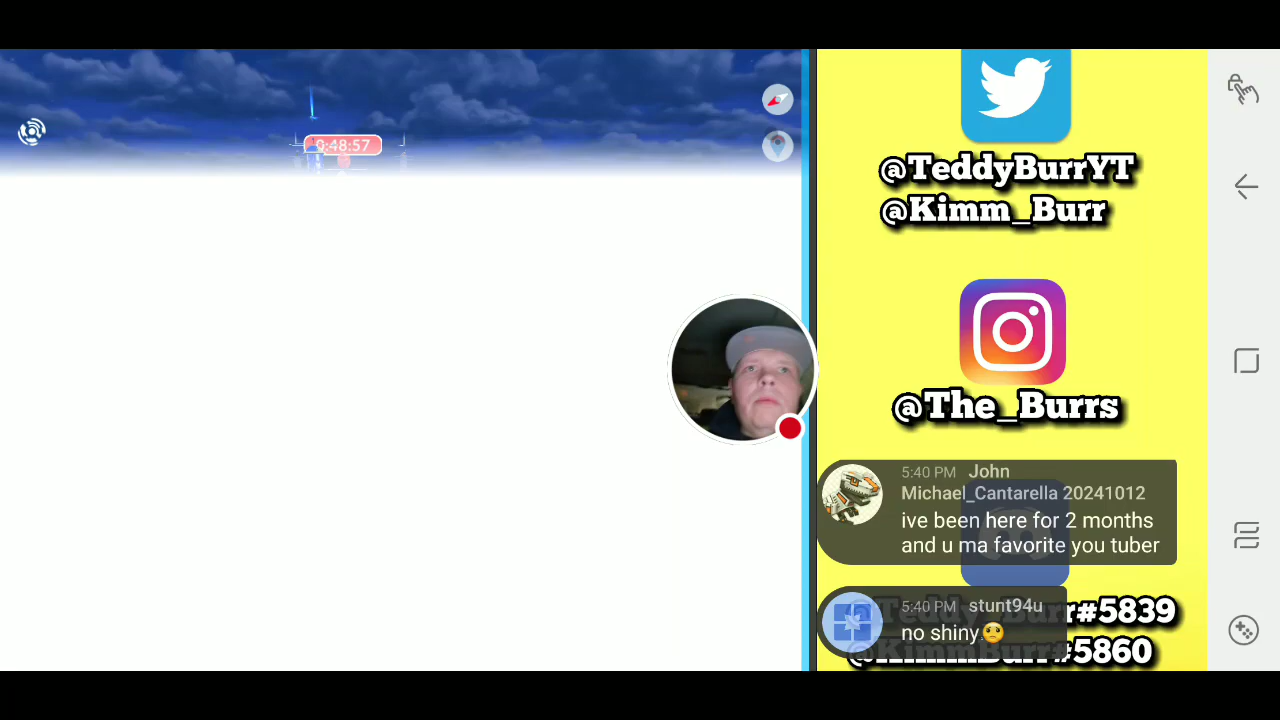 0:48:57
@TeddyBurrYT
@Kimm_Burr
@The_Burrs
5:40 PM John
Michael_Cantarella 20241012
ive been here for 2 months
and u ma favorite you tuber
5:40 PM stunt94u
no shiny😟
r#5839
@KimmBurr#5860